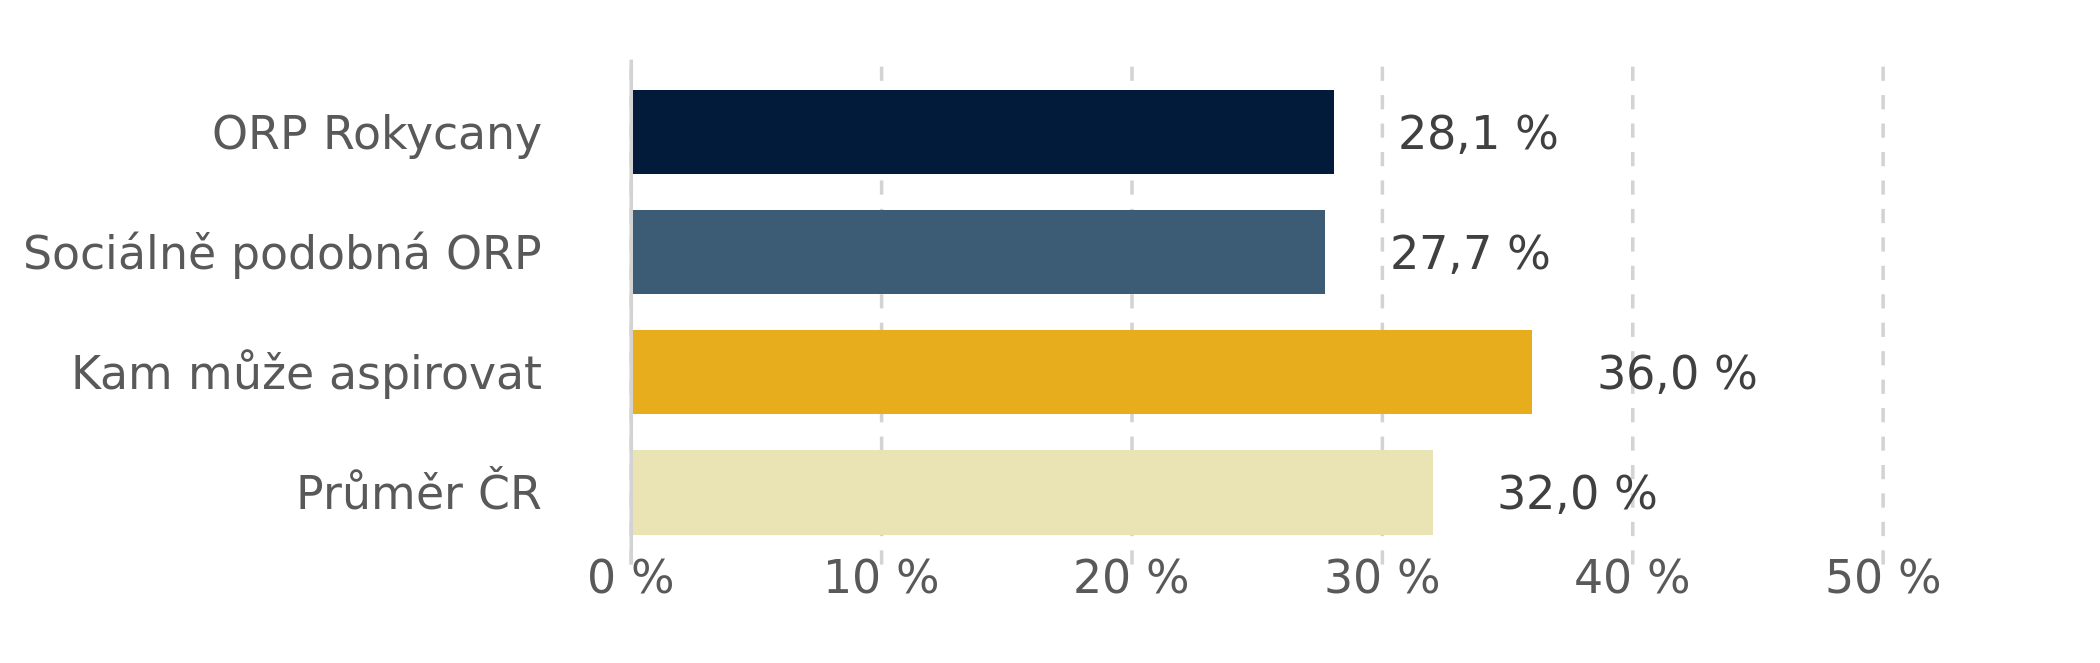 ORP Rokycany 28,1 %
Sociálně podobná ORP 27,7 %
Kam může aspirovat 36,0 %
Průměr ČR 32,0 %
0 % 10 % 20 % 30 % 40 % 50 %